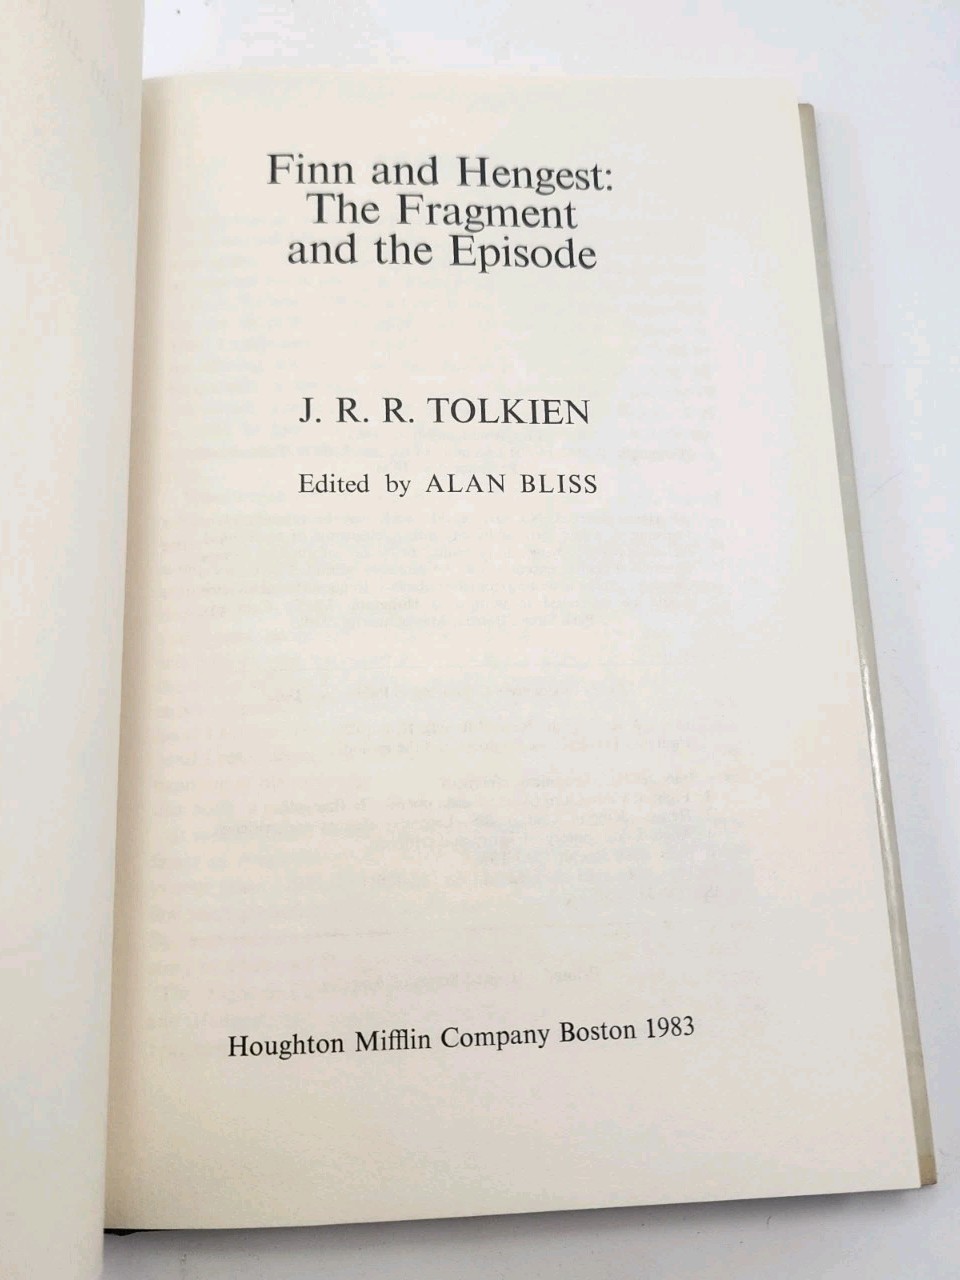 Finn and Hengest:
The Fragment
and the Episode
J. R. R. TOLKIEN
Edited by ALAN BLISS
Houghton Mifflin Company Boston 1983